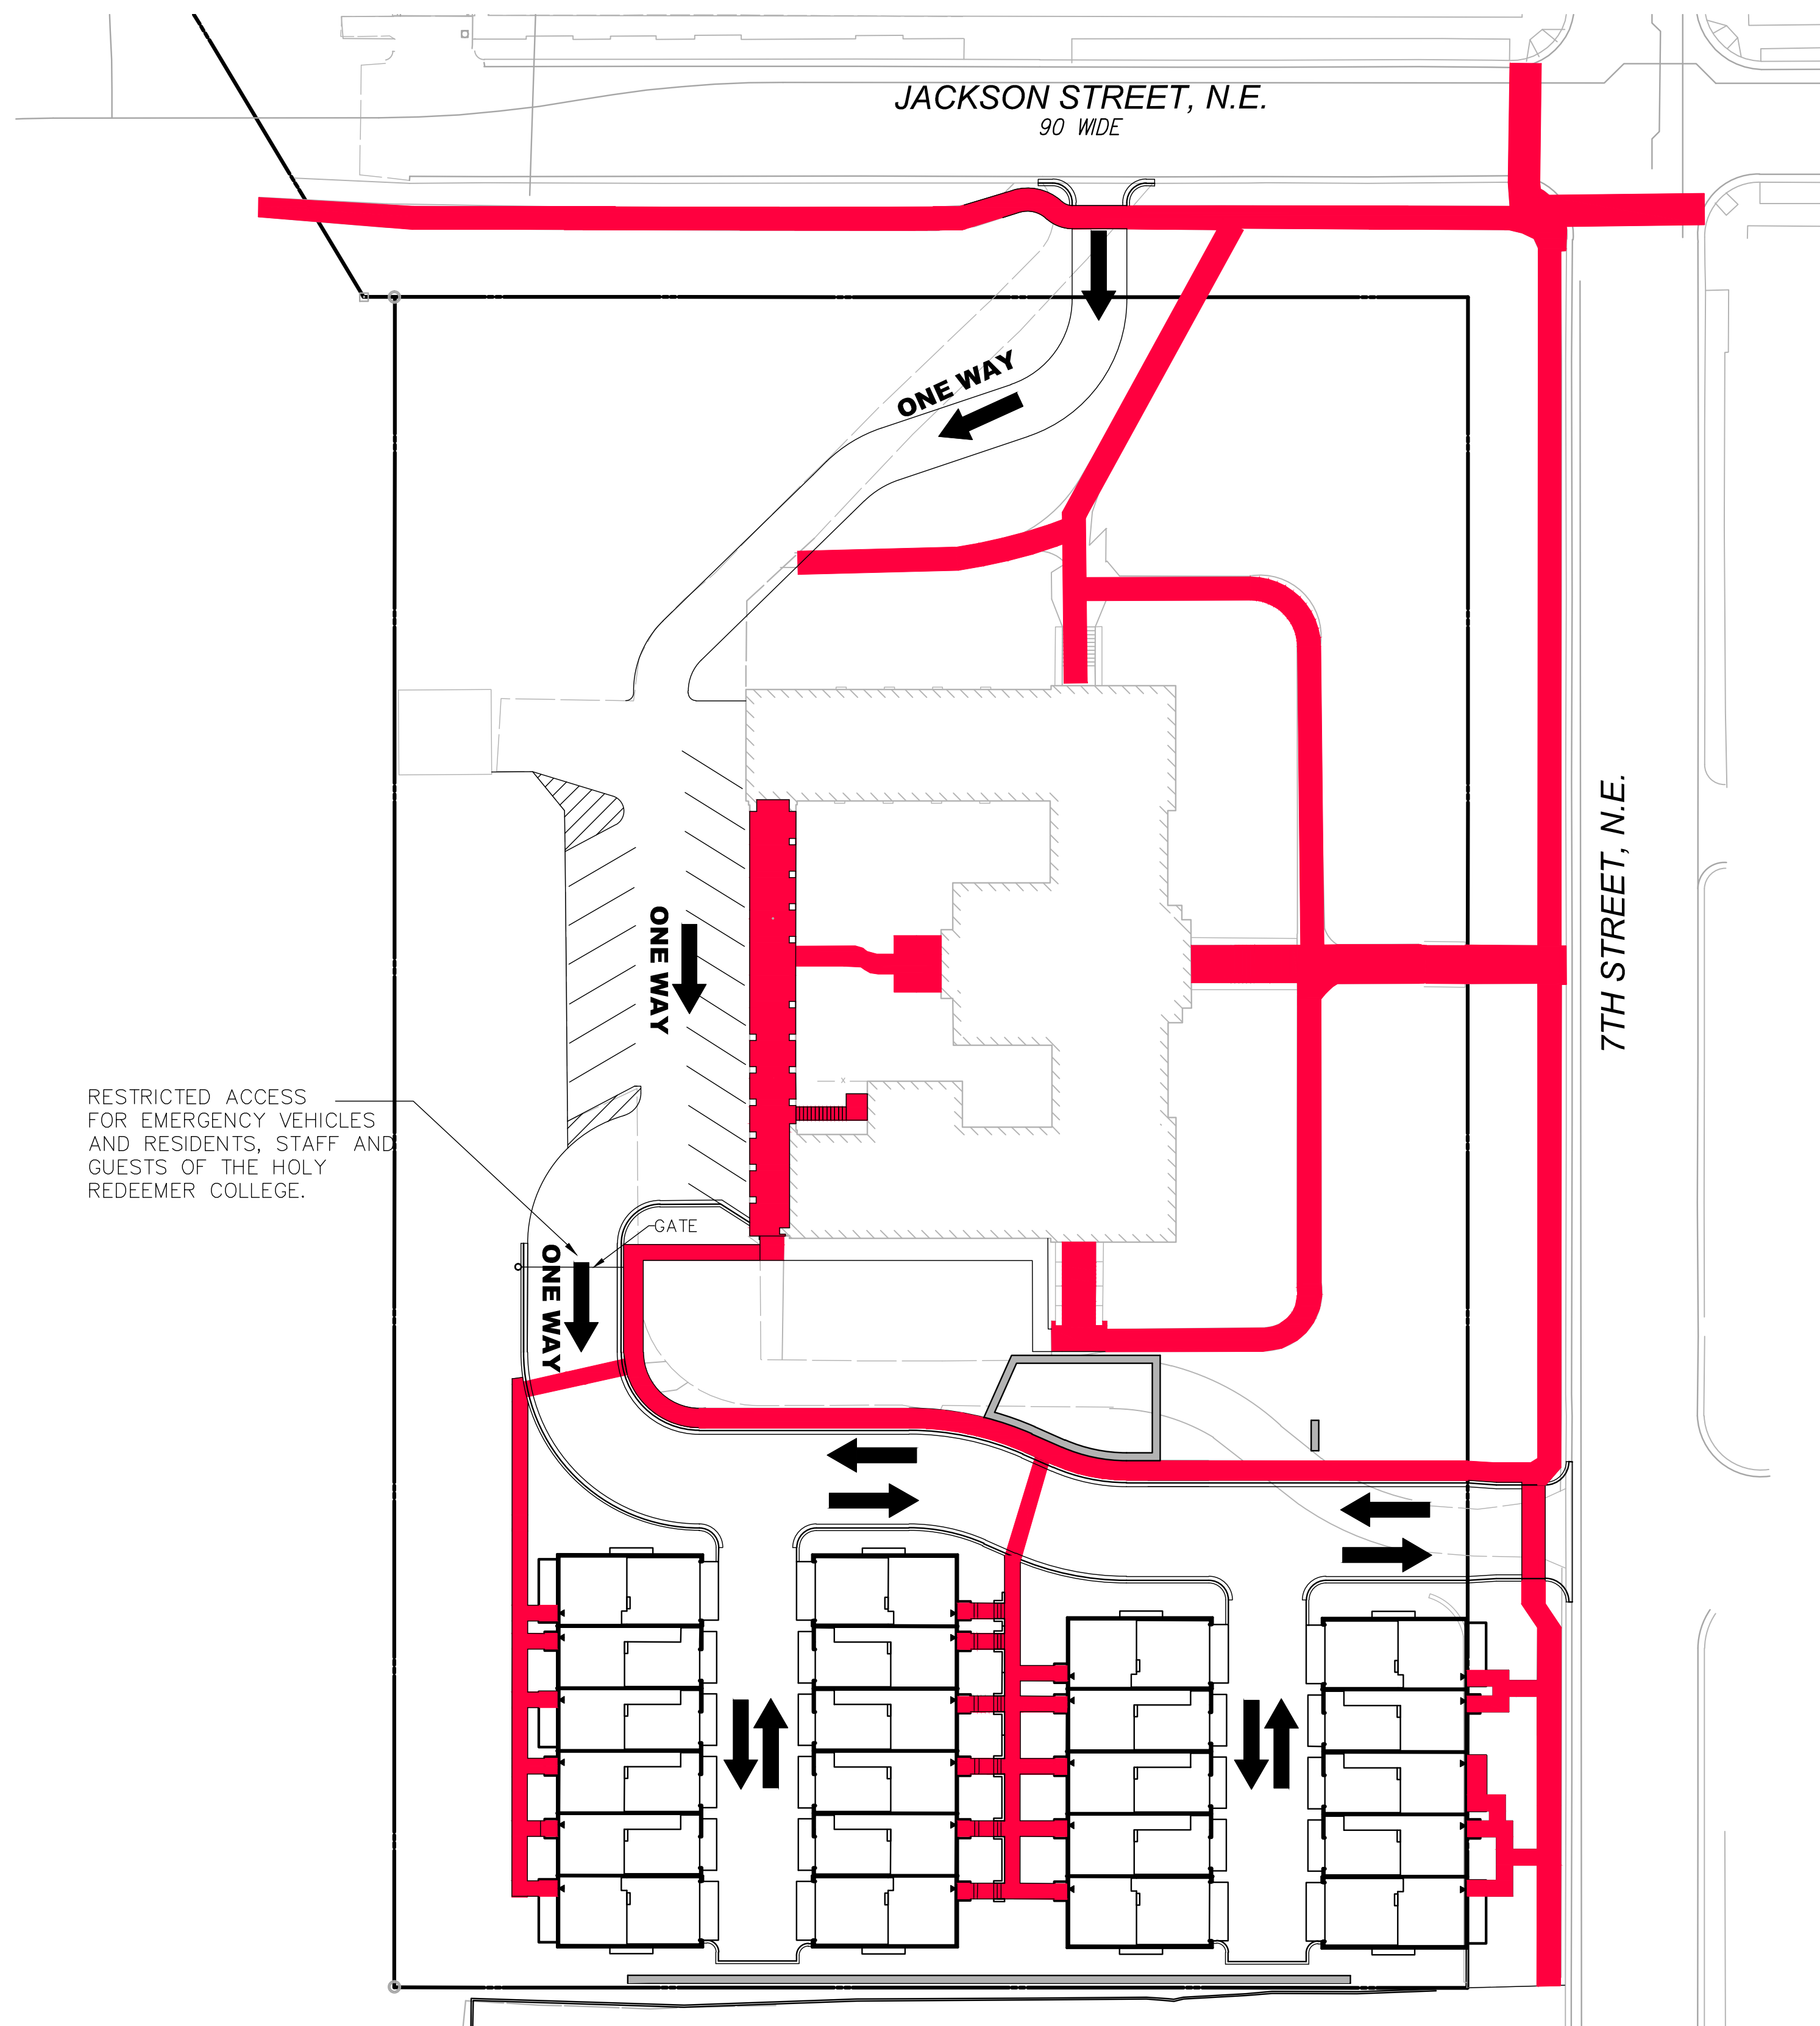 JACKSON STREET, N.E.
90 WIDE
ONE WAY
7TH STREET, N.E.
ONE WAY
RESTRICTED ACCESS
FOR EMERGENCY VEHICLES
AND RESIDENTS, STAFF AND
GUESTS OF THE HOLY
REDEEMER COLLEGE.
GATE
ONE WAY